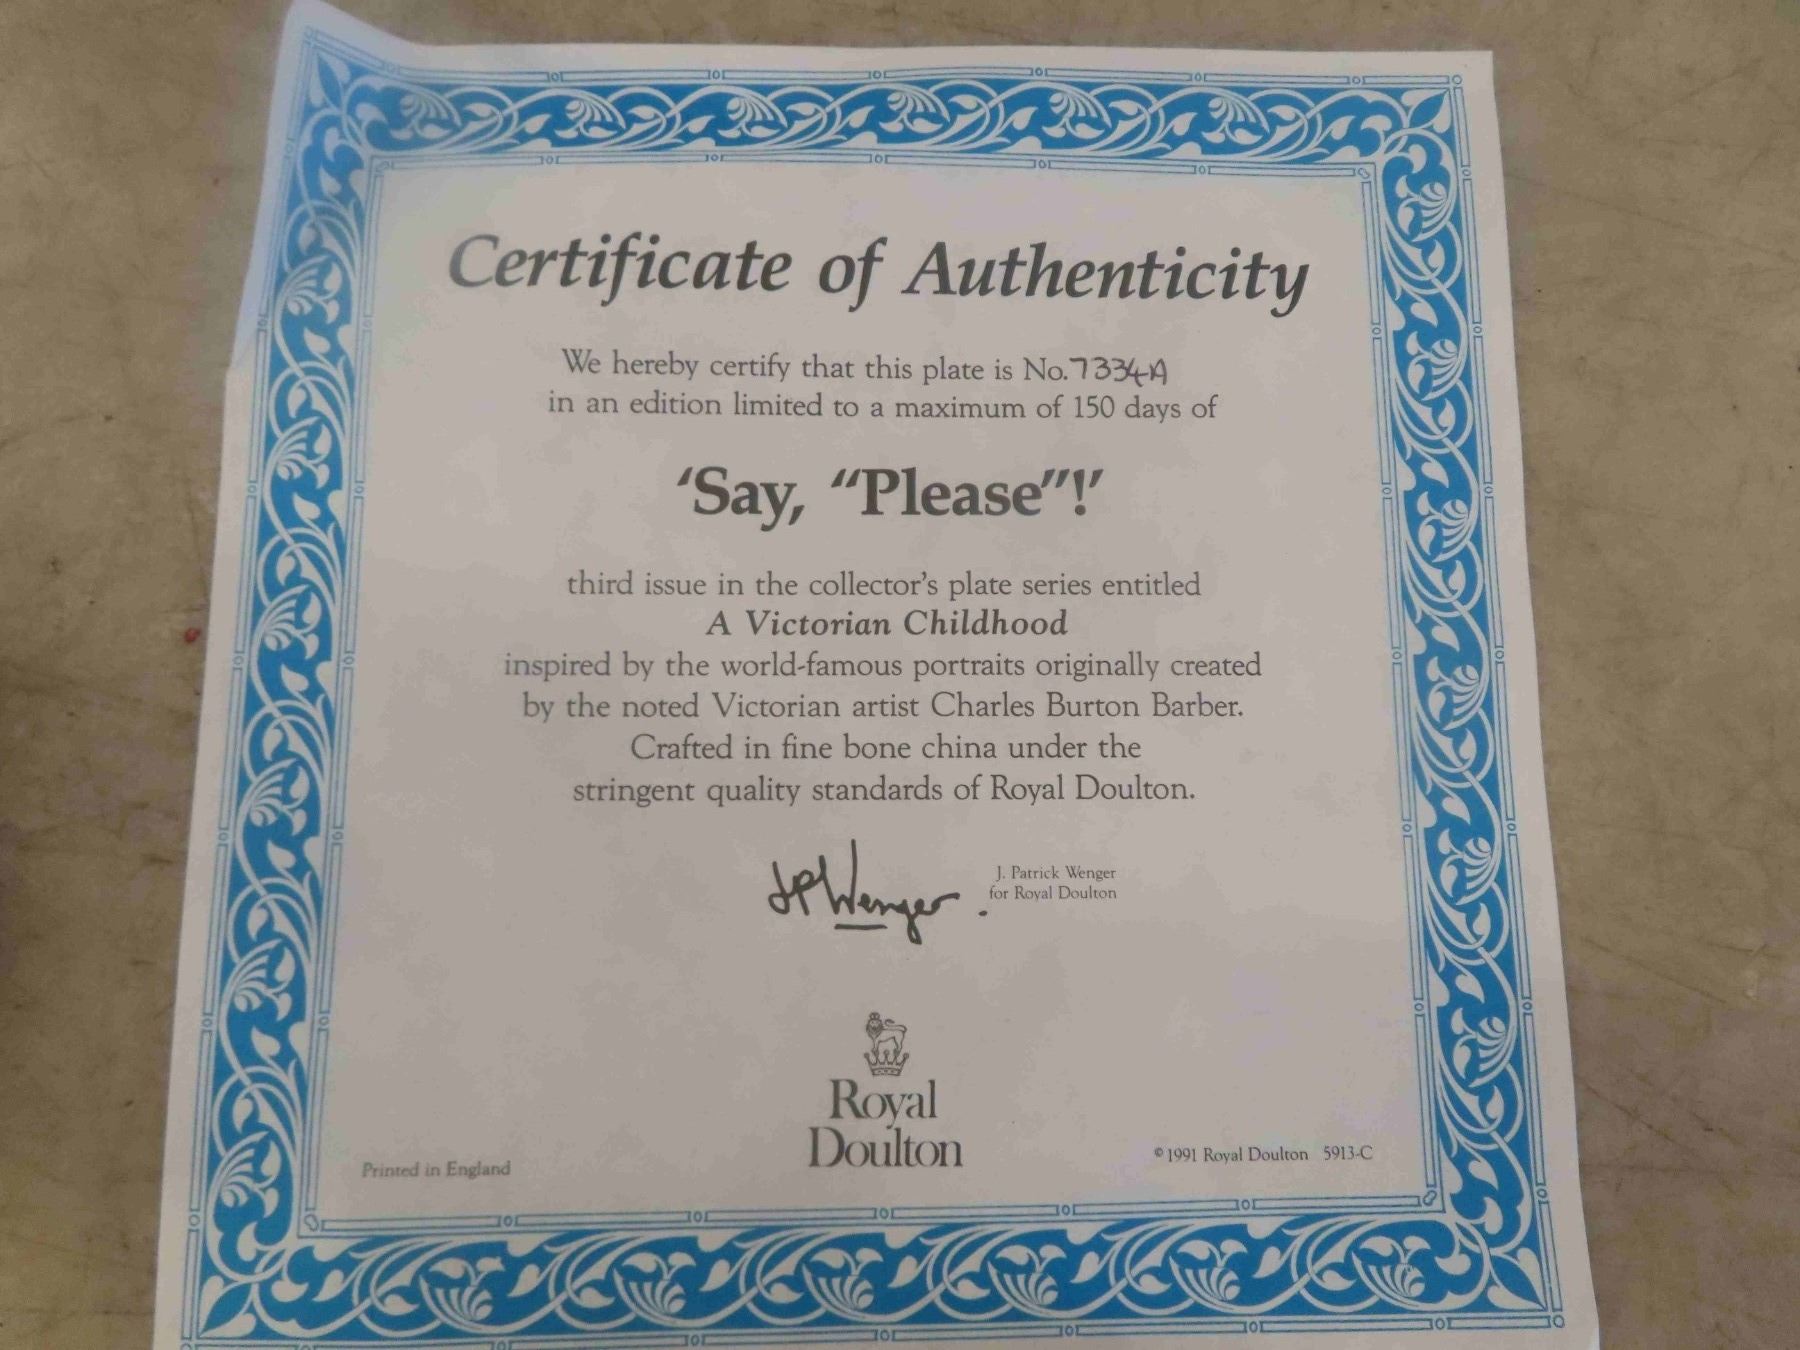 Certificate of Authenticity
We hereby certify that this plate is No. 7334A
in an edition limited to a maximum of 150 days of
‘Say, “Please”!’
third issue in the collector’s plate series entitled
A Victorian Childhood
inspired by the world-famous portraits originally created
by the noted Victorian artist Charles Burton Barber.
Crafted in fine bone china under the
stringent quality standards of Royal Doulton.
JP Wenger.
J. Patrick Wenger
for Royal Doulton
Royal
Doulton
Printed in England
© 1991 Royal Doulton 5913-C